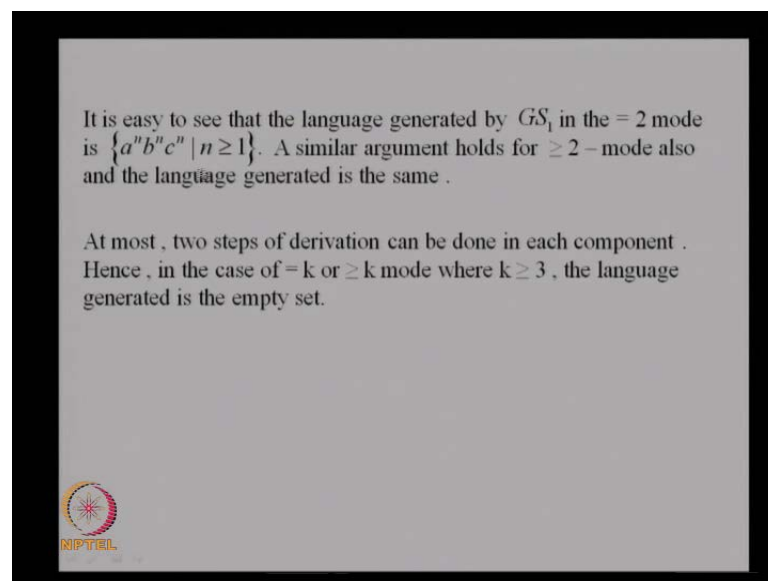 It is easy to see that the language generated by GS₁ in the = 2 mode
is {aⁿbⁿcⁿ | n ≥ 1}. A similar argument holds for ≥ 2 – mode also
and the language generated is the same .
At most , two steps of derivation can be done in each component .
Hence , in the case of = k or ≥ k mode where k ≥ 3 , the language
generated is the empty set.
NPTEL